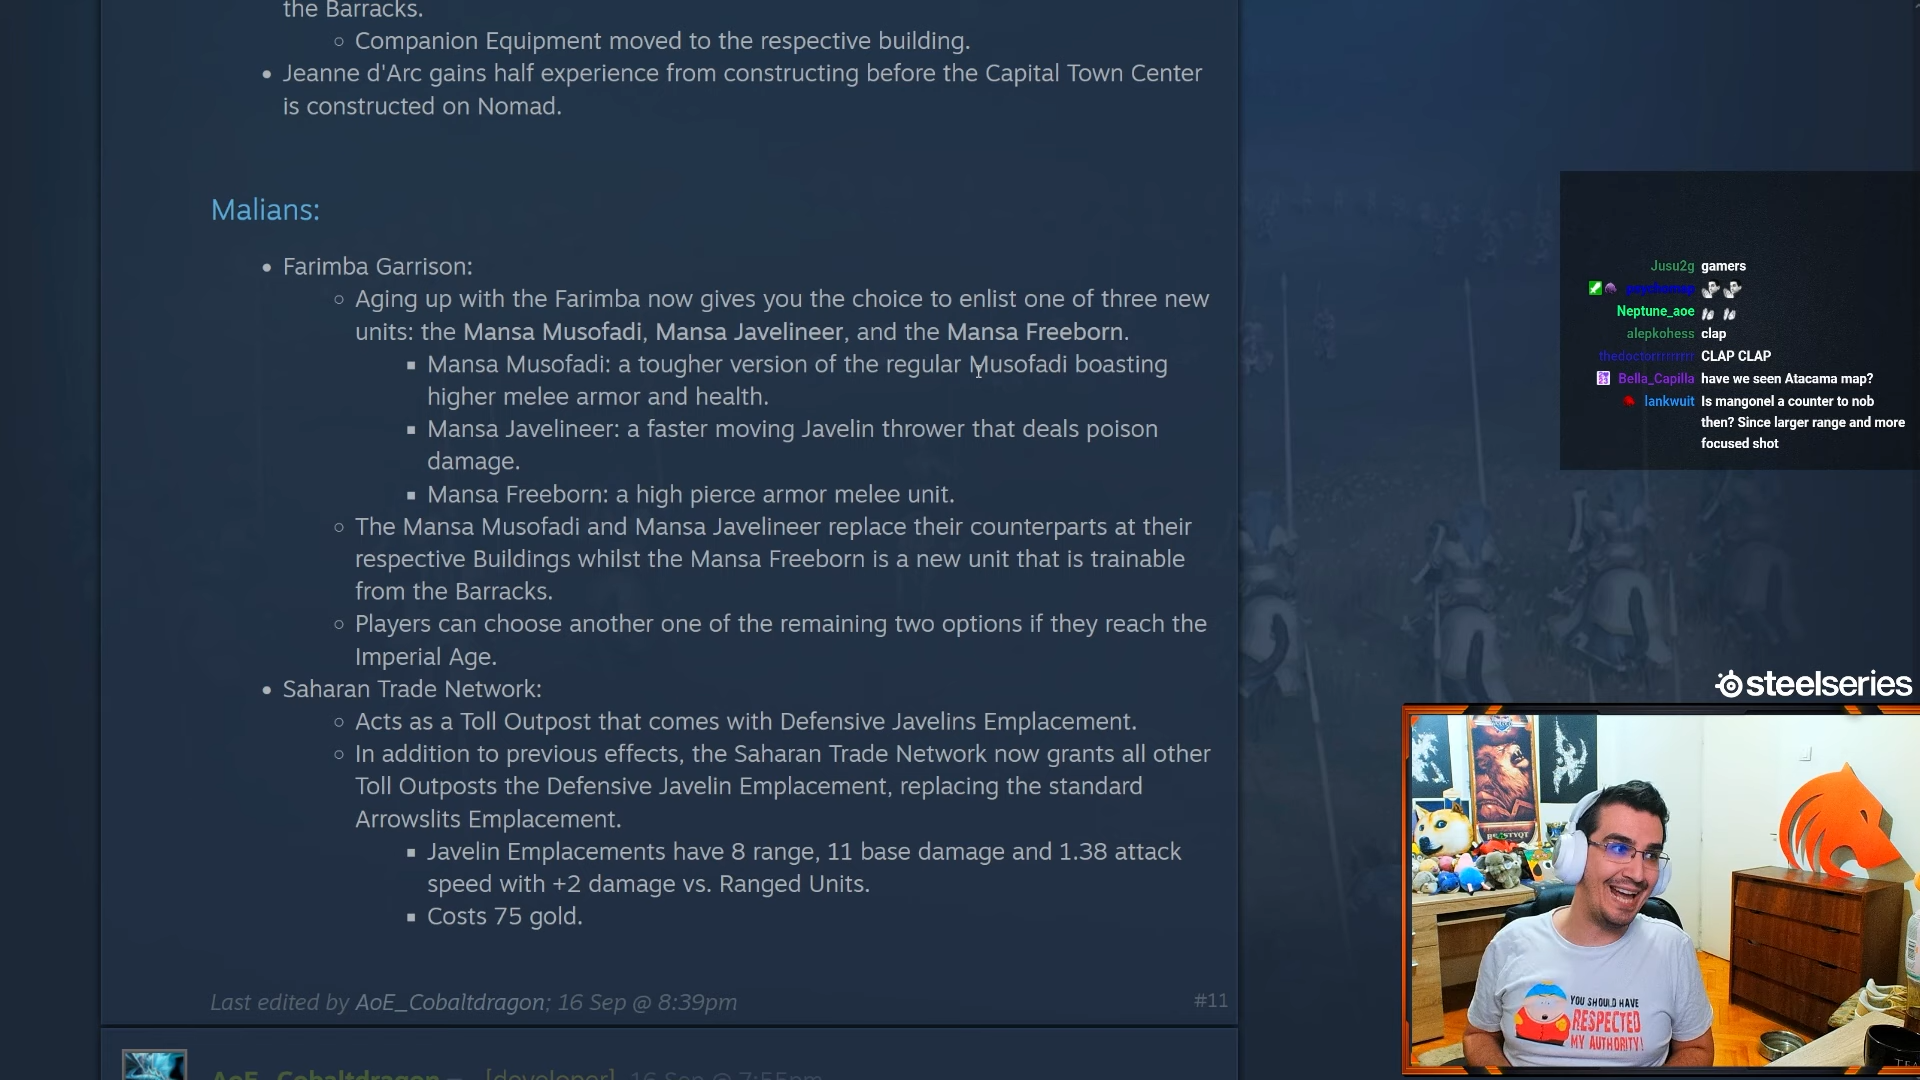 the Barracks.
○ Companion Equipment moved to the respective building.
• Jeanne d'Arc gains half experience from constructing before the Capital Town Center
is constructed on Nomad.
Malians:
• Farimba Garrison:
○ Aging up with the Farimba now gives you the choice to enlist one of three new
units: the Mansa Musofadi, Mansa Javelineer, and the Mansa Freeborn.
▪ Mansa Musofadi: a tougher version of the regular Musofadi boasting
higher melee armor and health.
▪ Mansa Javelineer: a faster moving Javelin thrower that deals poison
damage.
▪ Mansa Freeborn: a high pierce armor melee unit.
○ The Mansa Musofadi and Mansa Javelineer replace their counterparts at their
respective Buildings whilst the Mansa Freeborn is a new unit that is trainable
from the Barracks.
○ Players can choose another one of the remaining two options if they reach the
Imperial Age.
• Saharan Trade Network:
○ Acts as a Toll Outpost that comes with Defensive Javelins Emplacement.
○ In addition to previous effects, the Saharan Trade Network now grants all other
Toll Outposts the Defensive Javelin Emplacement, replacing the standard
Arrowslits Emplacement.
▪ Javelin Emplacements have 8 range, 11 base damage and 1.38 attack
speed with +2 damage vs. Ranged Units.
▪ Costs 75 gold.
Last edited by AoE_Cobaltdragon; 16 Sep @ 8:39pm
#11
AoE_Cobaltdragon [developer] 16 Sep @ 7:55pm
Jusu2g gamers
Neptune_aoe
alepkohess clap
thedoctorrrrrrrr CLAP CLAP
Bella_Capilla have we seen Atacama map?
lankwuit Is mangonel a counter to nob
then? Since larger range and more
focused shot
steelseries
BEASTYQT
YOU SHOULD HAVE
RESPECTED
MY AUTHORITY!